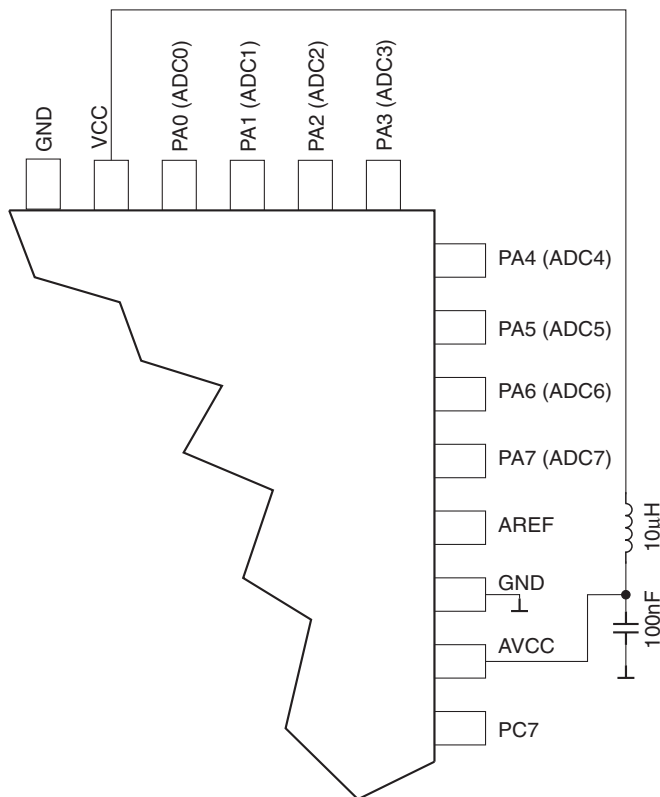 GND
VCC
PA0 (ADC0)
PA1 (ADC1)
PA2 (ADC2)
PA3 (ADC3)
PA4 (ADC4)
PA5 (ADC5)
PA6 (ADC6)
PA7 (ADC7)
AREF
GND
AVCC
PC7
10µH
100nF